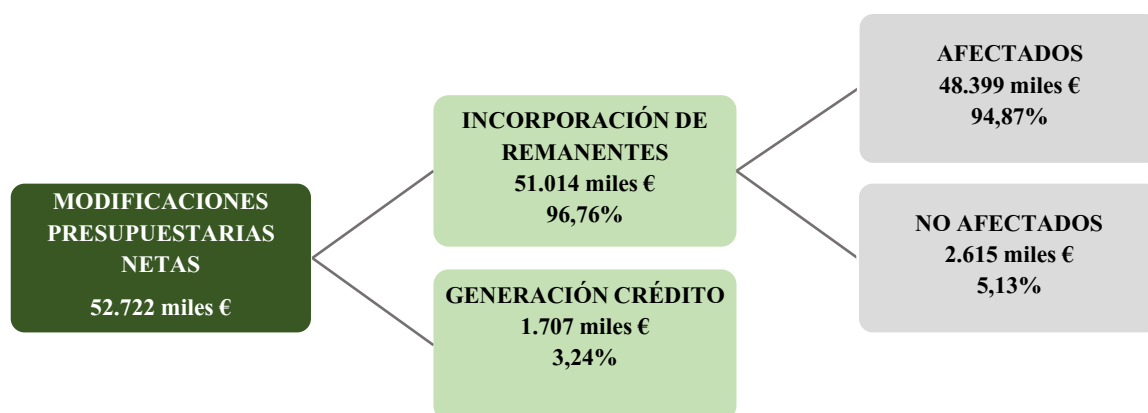 MODIFICACIONES
PRESUPUESTARIAS
NETAS
52.722 miles €
INCORPORACIÓN DE
REMANENTES
51.014 miles €
96,76%
GENERACIÓN CRÉDITO
1.707 miles €
3,24%
AFECTADOS
48.399 miles €
94,87%
NO AFECTADOS
2.615 miles €
5,13%